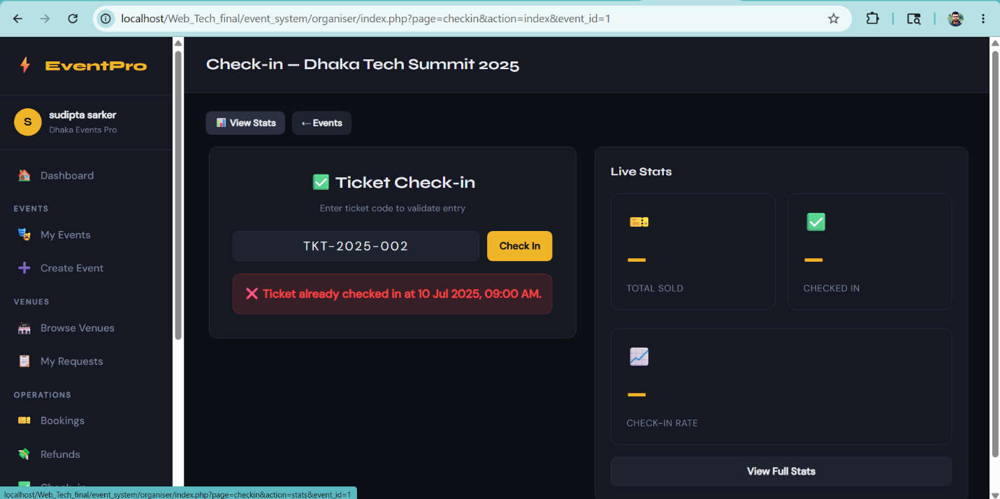 localhost/Web_Tech_final/event_system/organiser/index.php?page=checkin&action=index&event_id=1
EventPro
S
sudipta sarker
Dhaka Events Pro
Dashboard
EVENTS
My Events
Create Event
VENUES
Browse Venues
My Requests
OPERATIONS
Bookings
Refunds
Check-in
localhost/Web_Tech_final/event_system/organiser/index.php?page=checkin&action=stats&event_id=1
Check-in — Dhaka Tech Summit 2025
View Stats
← Events
Ticket Check-in
Enter ticket code to validate entry
TKT-2025-002
Check In
❌ Ticket already checked in at 10 Jul 2025, 09:00 AM.
Live Stats
—
TOTAL SOLD
—
CHECKED IN
—
CHECK-IN RATE
View Full Stats